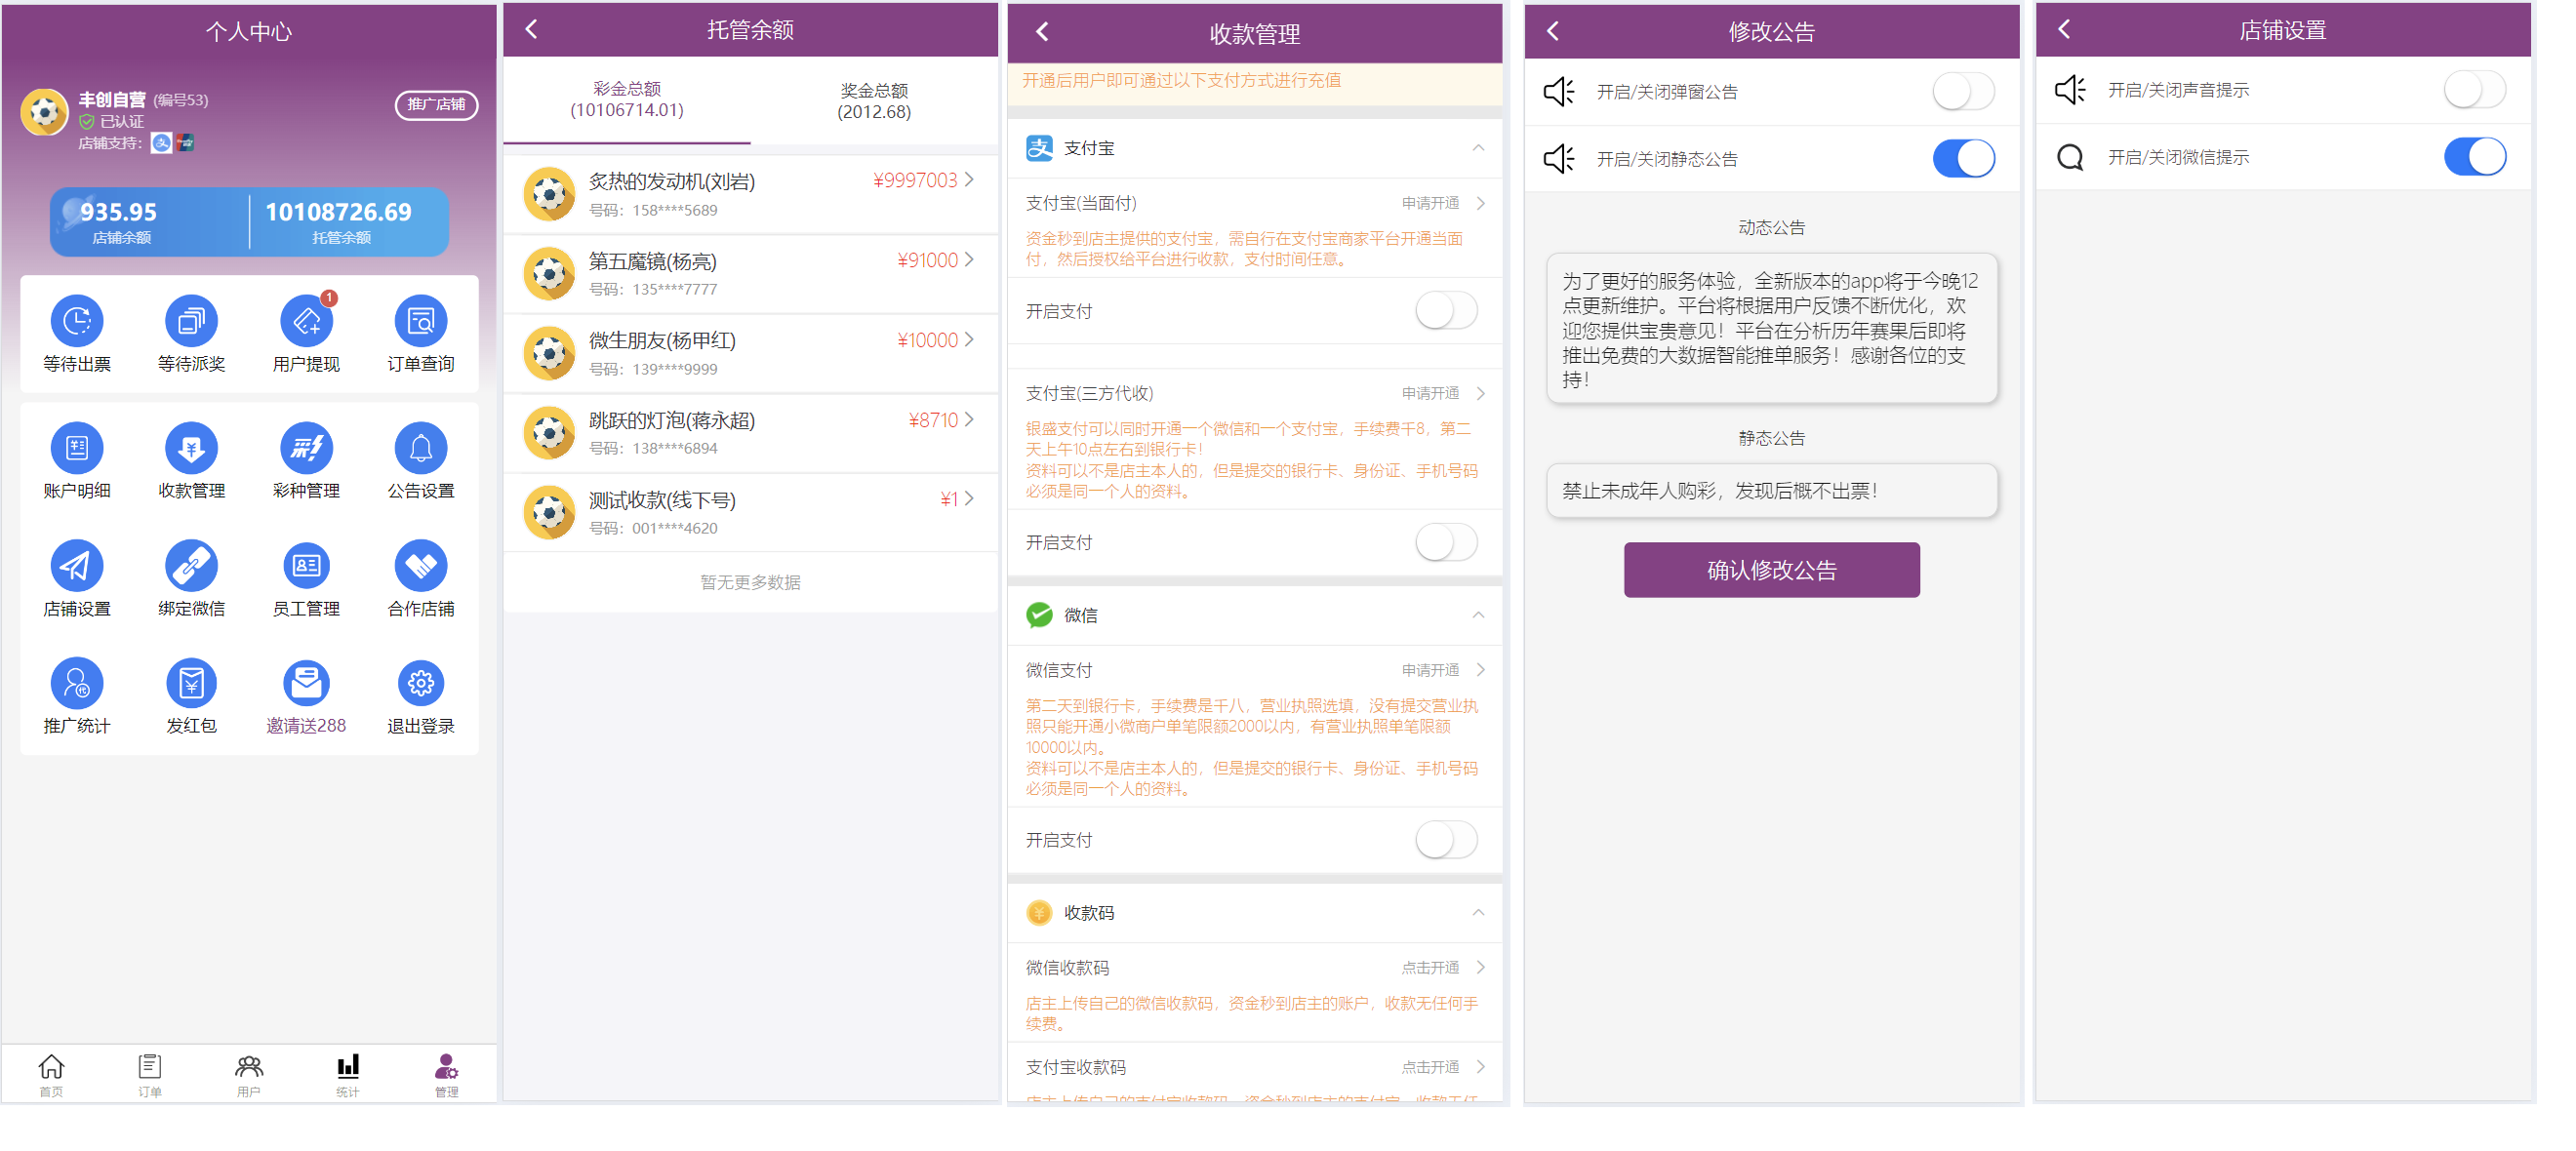 个人中心
丰创自营 (编号53)
推广店铺
已认证
店铺支持：
935.95
店铺余额
10108726.69
托管余额
1
等待出票
等待派奖
用户提现
订单查询
账户明细
收款管理
彩种管理
公告设置
店铺设置
绑定微信
员工管理
合作店铺
推广统计
发红包
邀请送288
退出登录
首页
订单
用户
统计
管理
托管余额
彩金总额
(10106714.01)
奖金总额
(2012.68)
炙热的发动机(刘岩)
¥9997003
号码：158****5689
第五魔镜(杨亮)
¥91000
号码：135****7777
微生朋友(杨甲红)
¥10000
号码：139****9999
跳跃的灯泡(蒋永超)
¥8710
号码：138****6894
测试收款(线下号)
¥1
号码：001****4620
暂无更多数据
收款管理
开通后用户即可通过以下支付方式进行充值
支付宝
支付宝(当面付)
申请开通
资金秒到店主提供的支付宝，需自行在支付宝商家平台开通当面
付，然后授权给平台进行收款，支付时间任意。
开启支付
支付宝(三方代收)
申请开通
银盛支付可以同时开通一个微信和一个支付宝，手续费千8，第二
天上午10点左右到银行卡！
资料可以不是店主本人的，但是提交的银行卡、身份证、手机号码
必须是同一个人的资料。
开启支付
微信
微信支付
申请开通
第二天到银行卡，手续费是千八，营业执照选填，没有提交营业执
照只能开通小微商户单笔限额2000以内，有营业执照单笔限额
10000以内。
资料可以不是店主本人的，但是提交的银行卡、身份证、手机号码
必须是同一个人的资料。
开启支付
收款码
微信收款码
点击开通
店主上传自己的微信收款码，资金秒到店主的账户，收款无任何手
续费。
支付宝收款码
点击开通
店主上传自己的支付宝收款码，资金秒到店主的支付宝，收款无任
修改公告
开启/关闭弹窗公告
开启/关闭静态公告
动态公告
为了更好的服务体验，全新版本的app将于今晚12
点更新维护。平台将根据用户反馈不断优化，欢
迎您提供宝贵意见！平台在分析历年赛果后即将
推出免费的大数据智能推单服务！感谢各位的支
持！
静态公告
禁止未成年人购彩，发现后概不出票！
确认修改公告
店铺设置
开启/关闭声音提示
开启/关闭微信提示